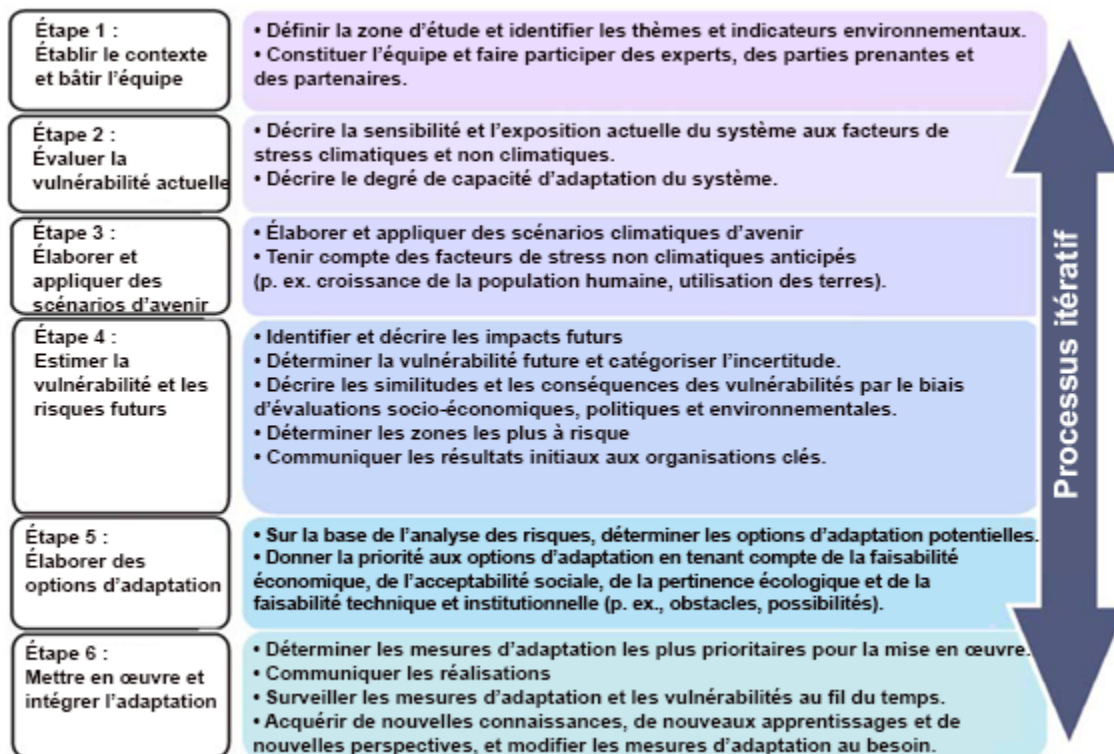 Étape 1 :
Établir le contexte
et bâtir l'équipe
• Définir la zone d'étude et identifier les thèmes et indicateurs environnementaux.
• Constituer l'équipe et faire participer des experts, des parties prenantes et
des partenaires.
Étape 2 :
Évaluer la
vulnérabilité actuelle
• Décrire la sensibilité et l'exposition actuelle du système aux facteurs de
stress climatiques et non climatiques.
• Décrire le degré de capacité d'adaptation du système.
Étape 3 :
Élaborer et
appliquer des
scénarios d'avenir
• Élaborer et appliquer des scénarios climatiques d'avenir
• Tenir compte des facteurs de stress non climatiques anticipés
(p. ex. croissance de la population humaine, utilisation des terres).
Étape 4 :
Estimer la
vulnérabilité et les
risques futurs
• Identifier et décrire les impacts futurs
• Déterminer la vulnérabilité future et catégoriser l'incertitude.
• Décrire les similitudes et les conséquences des vulnérabilités par le biais
d'évaluations socio-économiques, politiques et environnementales.
• Déterminer les zones les plus à risque
• Communiquer les résultats initiaux aux organisations clés.
Étape 5 :
Élaborer des
options d'adaptation
• Sur la base de l'analyse des risques, déterminer les options d'adaptation potentielles.
• Donner la priorité aux options d'adaptation en tenant compte de la faisabilité
économique, de l'acceptabilité sociale, de la pertinence écologique et de la
faisabilité technique et institutionnelle (p. ex., obstacles, possibilités).
Étape 6 :
Mettre en œuvre et
intégrer l'adaptation
• Déterminer les mesures d'adaptation les plus prioritaires pour la mise en œuvre.
• Communiquer les réalisations
• Surveiller les mesures d'adaptation et les vulnérabilités au fil du temps.
• Acquérir de nouvelles connaissances, de nouveaux apprentissages et de
nouvelles perspectives, et modifier les mesures d'adaptation au besoin.
Processus itératif